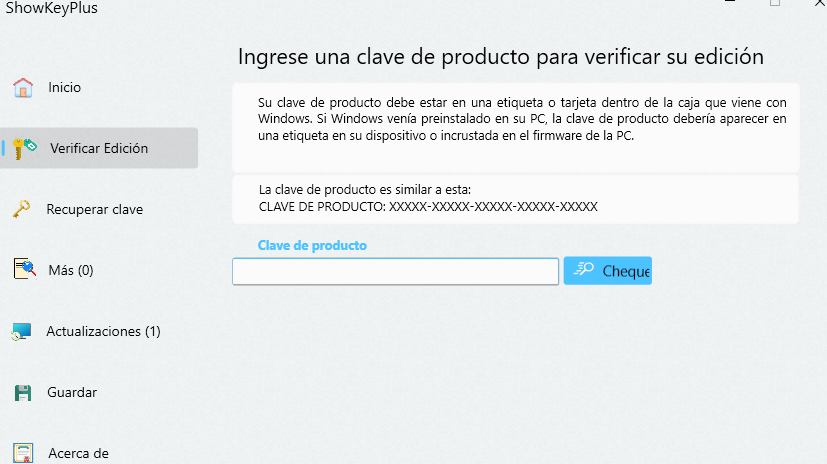 ShowKeyPlus
Ingrese una clave de producto para verificar su edición
Inicio
Verificar Edición
Recuperar clave
Más (0)
Actualizaciones (1)
Guardar
Acerca de
Su clave de producto debe estar en una etiqueta o tarjeta dentro de la caja que viene con
Windows. Si Windows venía preinstalado en su PC, la clave de producto debería aparecer en
una etiqueta en su dispositivo o incrustada en el firmware de la PC.
La clave de producto es similar a esta:
CLAVE DE PRODUCTO: XXXXX-XXXXX-XXXXX-XXXXX-XXXXX
Clave de producto
Cheque